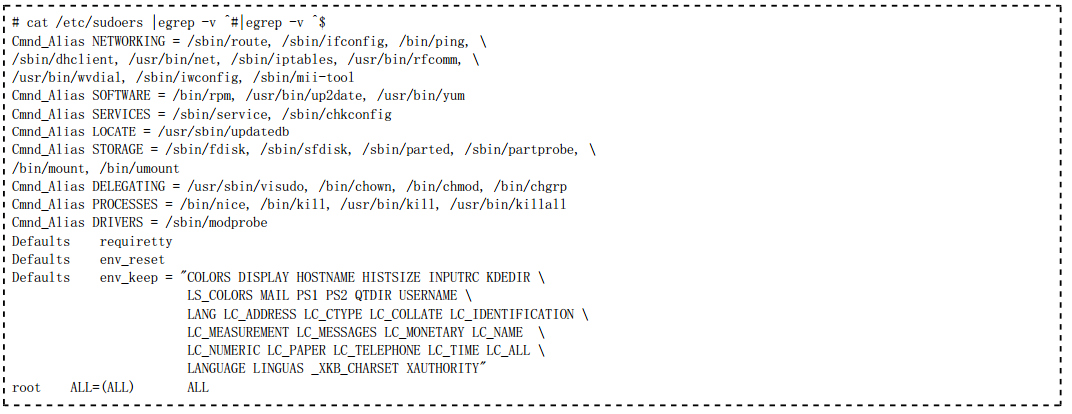 # cat /etc/sudoers |egrep -v ^#|egrep -v ^$
Cmnd_Alias NETWORKING = /sbin/route, /sbin/ifconfig, /bin/ping, \
/sbin/dhclient, /usr/bin/net, /sbin/iptables, /usr/bin/rfcomm, \
/usr/bin/wvdial, /sbin/iwconfig, /sbin/mii-tool
Cmnd_Alias SOFTWARE = /bin/rpm, /usr/bin/up2date, /usr/bin/yum
Cmnd_Alias SERVICES = /sbin/service, /sbin/chkconfig
Cmnd_Alias LOCATE = /usr/sbin/updatedb
Cmnd_Alias STORAGE = /sbin/fdisk, /sbin/sfdisk, /sbin/parted, /sbin/partprobe, \
/bin/mount, /bin/umount
Cmnd_Alias DELEGATING = /usr/sbin/visudo, /bin/chown, /bin/chmod, /bin/chgrp
Cmnd_Alias PROCESSES = /bin/nice, /bin/kill, /usr/bin/kill, /usr/bin/killall
Cmnd_Alias DRIVERS = /sbin/modprobe
Defaults    requiretty
Defaults    env_reset
Defaults    env_keep = "COLORS DISPLAY HOSTNAME HISTSIZE INPUTRC KDEDIR \
LS_COLORS MAIL PS1 PS2 QTDIR USERNAME \
LANG LC_ADDRESS LC_CTYPE LC_COLLATE LC_IDENTIFICATION \
LC_MEASUREMENT LC_MESSAGES LC_MONETARY LC_NAME  \
LC_NUMERIC LC_PAPER LC_TELEPHONE LC_TIME LC_ALL \
LANGUAGE LINGUAS _XKB_CHARSET XAUTHORITY"
root    ALL=(ALL)       ALL